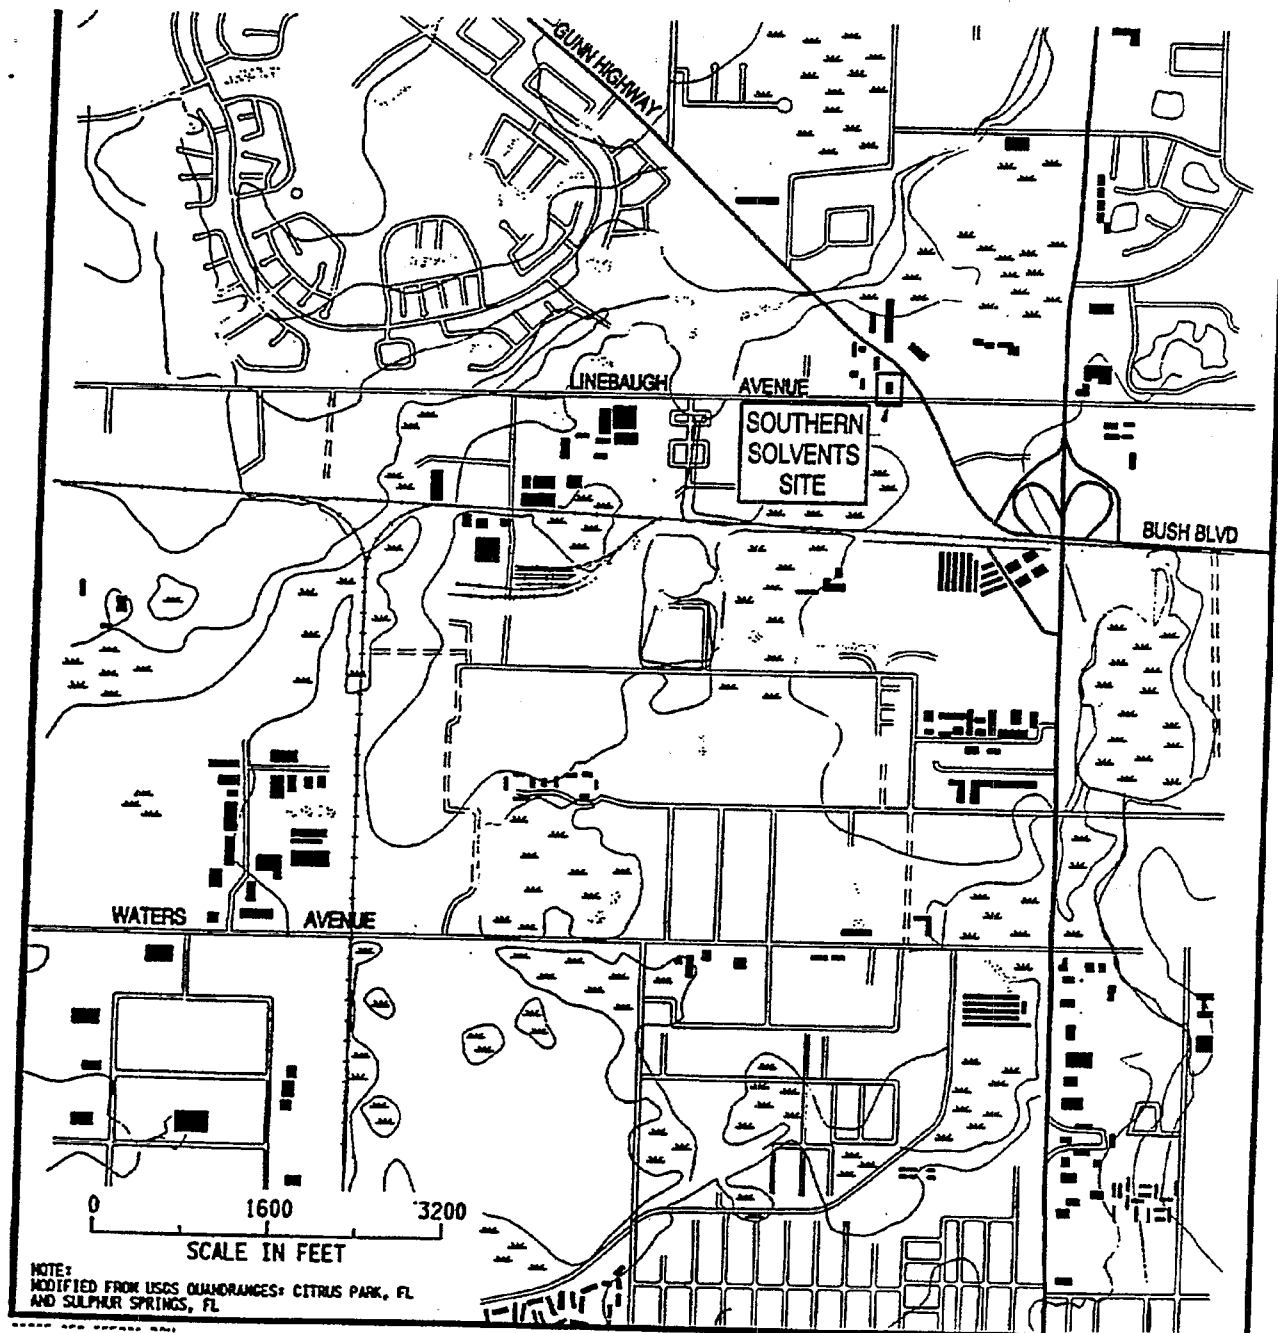 GUNN HIGHWAY
LINEBAUGH AVENUE
SOUTHERN
SOLVENTS
SITE
BUSH BLVD
WATERS AVENUE
0 1600 3200
SCALE IN FEET
NOTE:
MODIFIED FROM USGS QUANDRANGES: CITRUS PARK, FL
AND SULPHUR SPRINGS, FL